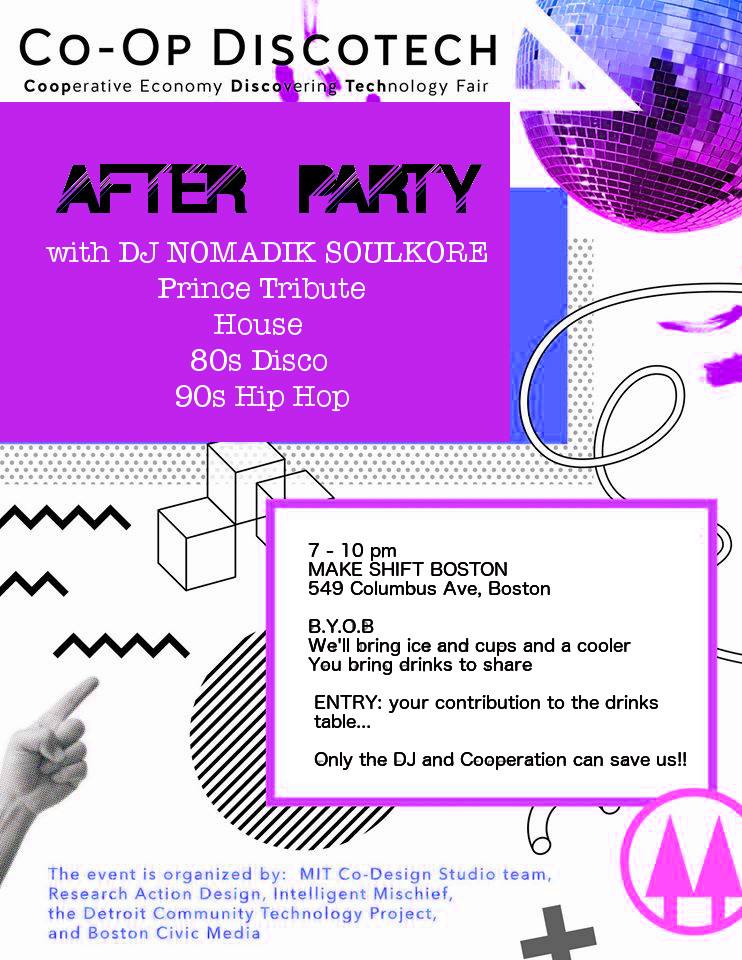 Co-Op Discotech
Cooperative Economy Discovering Technology Fair
AFTER PARTY
with DJ NOMADIK SOULKORE
Prince Tribute
House
80s Disco
90s Hip Hop
7 - 10 pm
MAKE SHIFT BOSTON
549 Columbus Ave, Boston
B.Y.O.B
We'll bring ice and cups and a cooler
You bring drinks to share
ENTRY: your contribution to the drinks
table...
Only the DJ and Cooperation can save us!!
The event is organized by: MIT Co-Design Studio team,
Research Action Design, Intelligent Mischief,
the Detroit Community Technology Project,
and Boston Civic Media